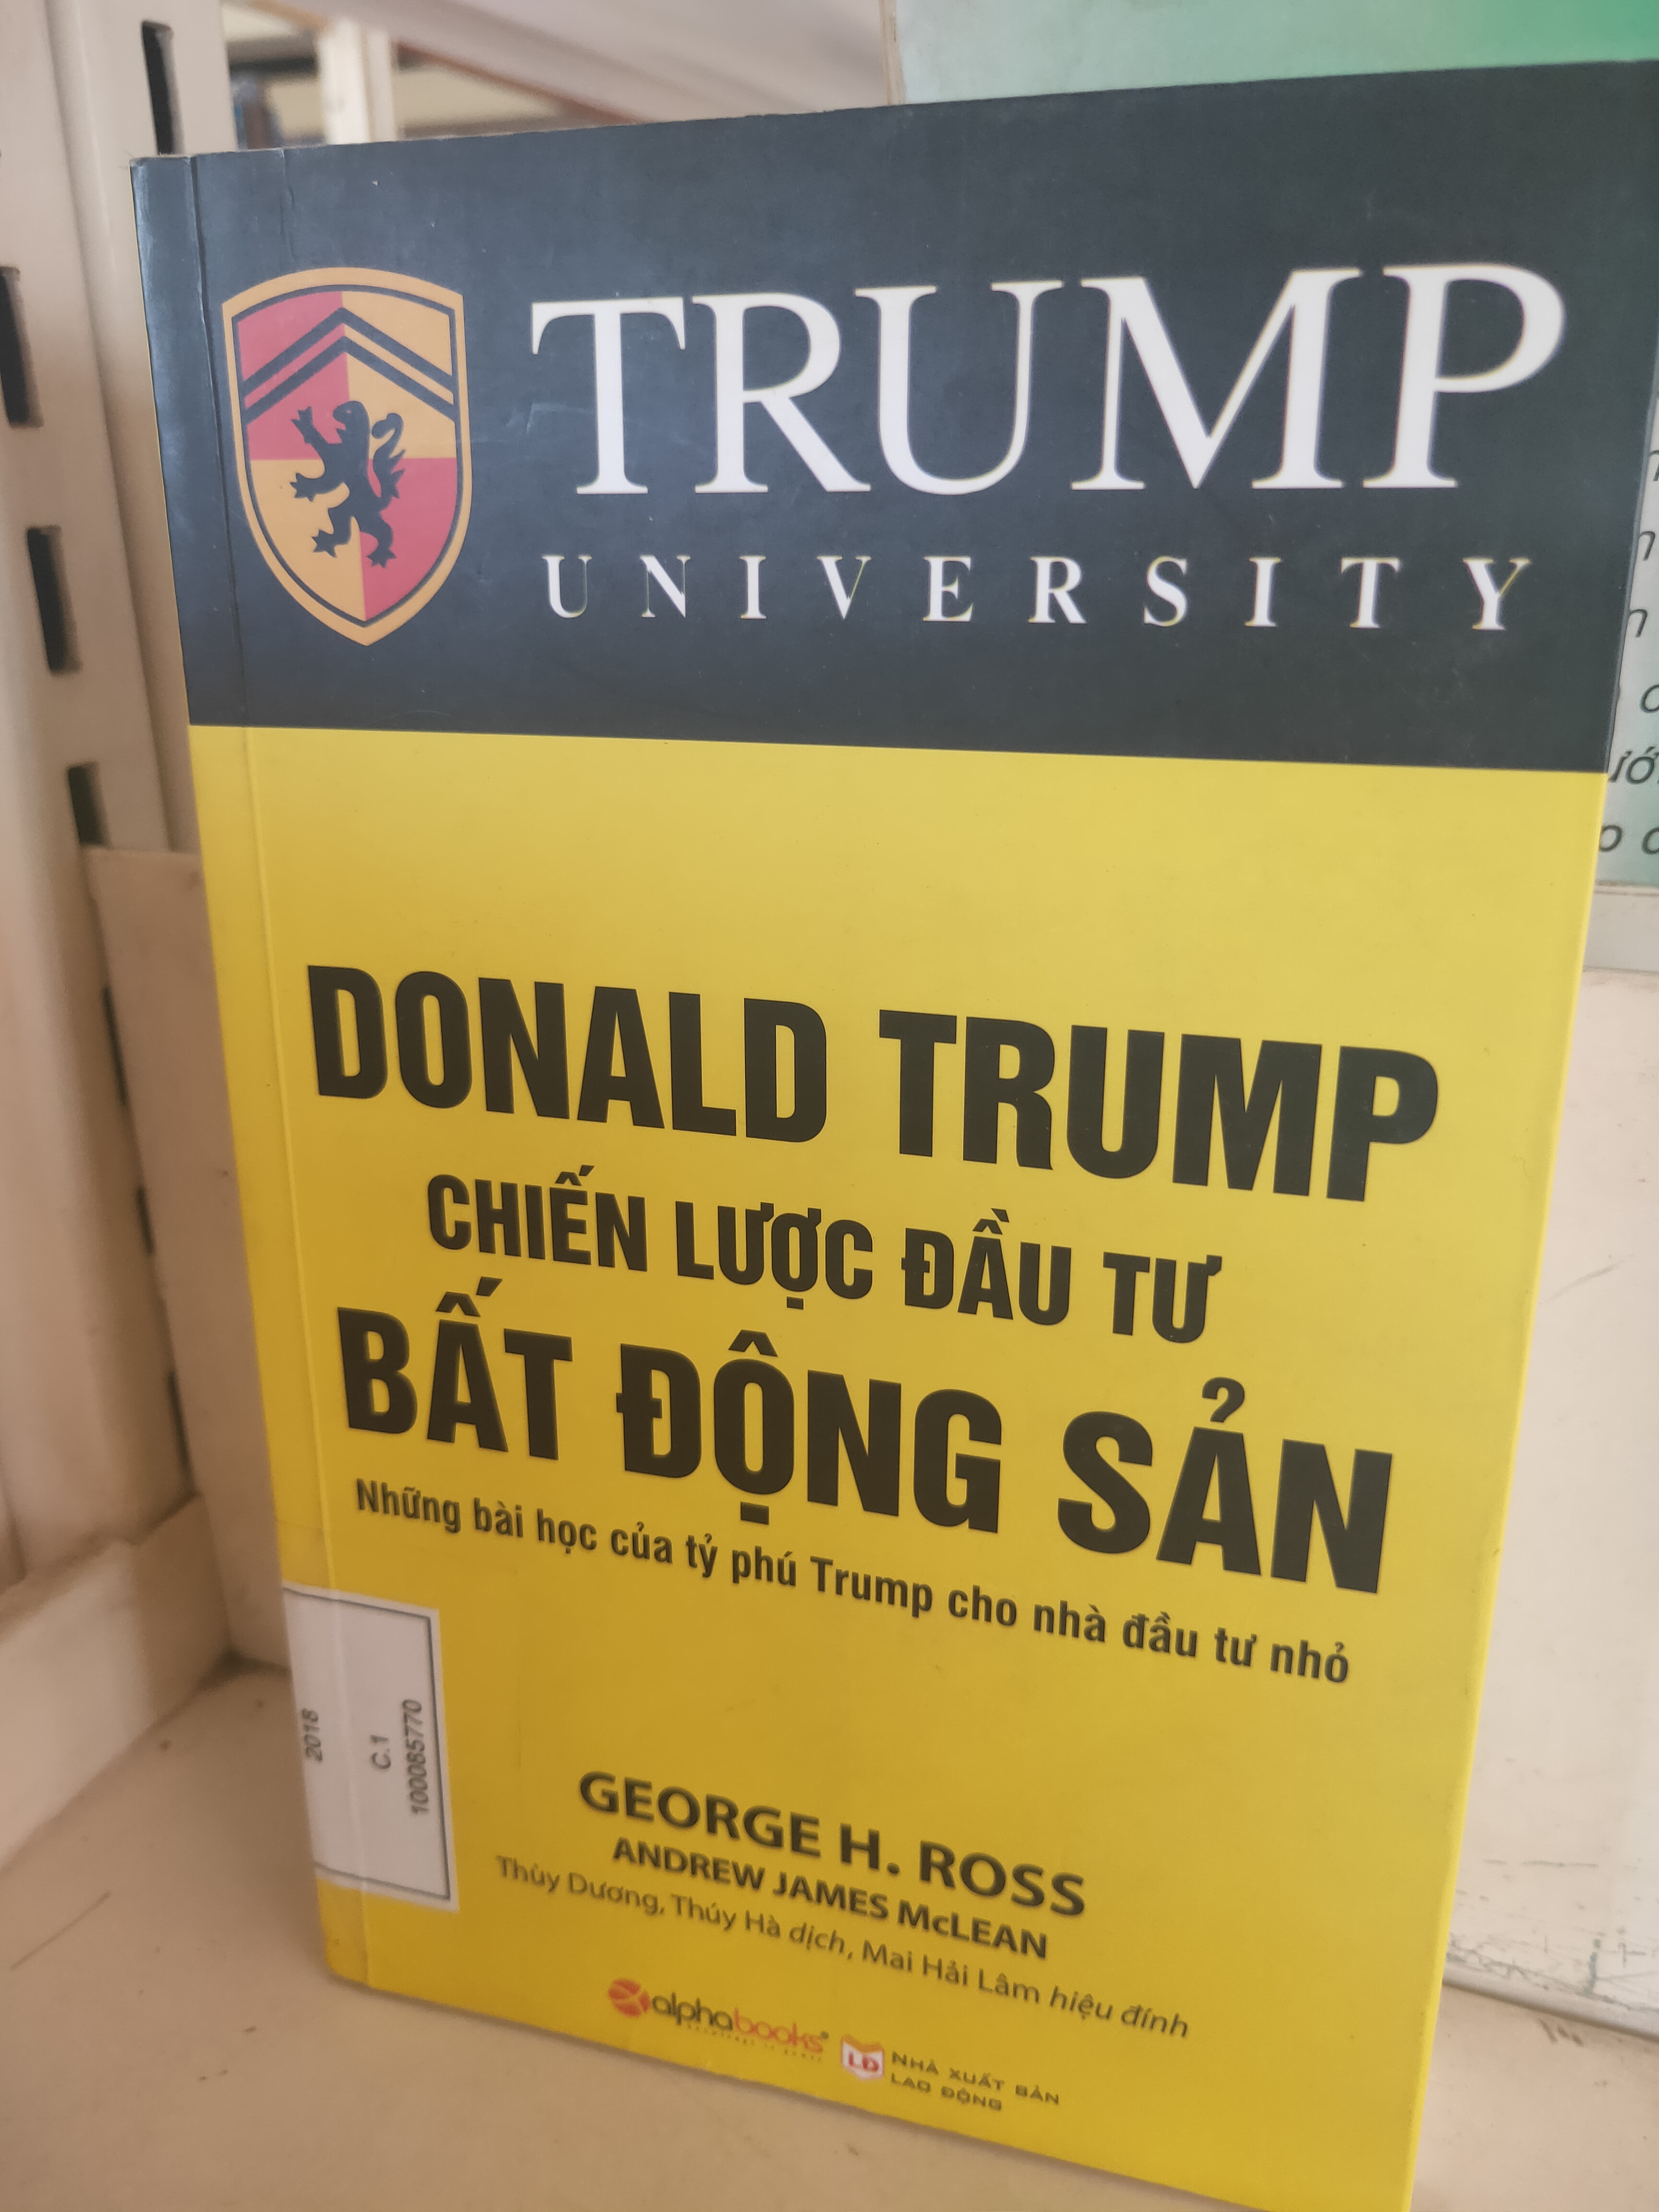 TRUMP
UNIVERSITY
DONALD TRUMP
CHIẾN LƯỢC ĐẦU TƯ
BẤT ĐỘNG SẢN
Những bài học của tỷ phú Trump cho nhà đầu tư nhỏ
2018
C.1
100085770
GEORGE H. ROSS
ANDREW JAMES McLEAN
Thùy Dương, Thúy Hà dịch, Mai Hải Lâm hiệu đính
alphabooks
LĐ
NHÀ XUẤT BẢN
LAO ĐỘNG